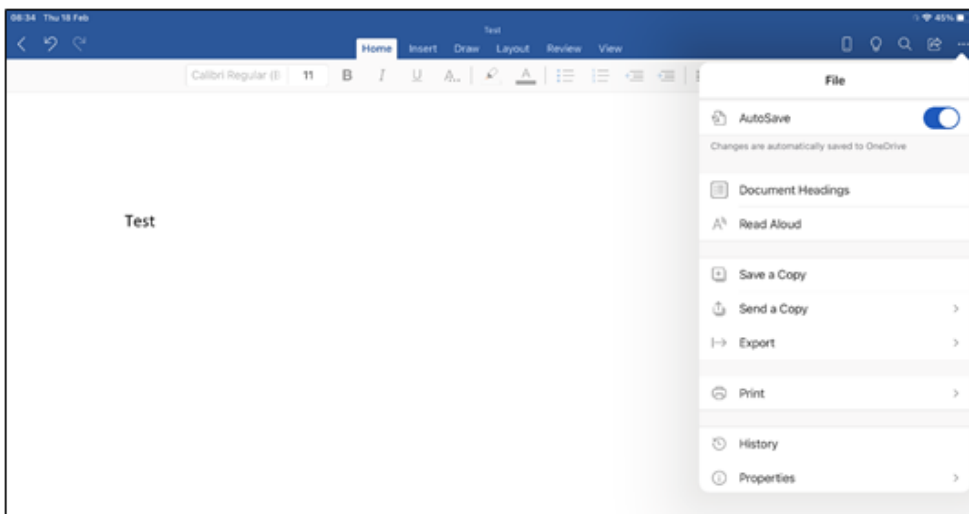 08:34 Thu 18 Feb
45%
Test
Home Insert Draw Layout Review View
Calibri Regular (B 11 B I U A
File
AutoSave
Changes are automatically saved to OneDrive
Document Headings
Test
Read Aloud
Save a Copy
Send a Copy
Export
Print
History
Properties